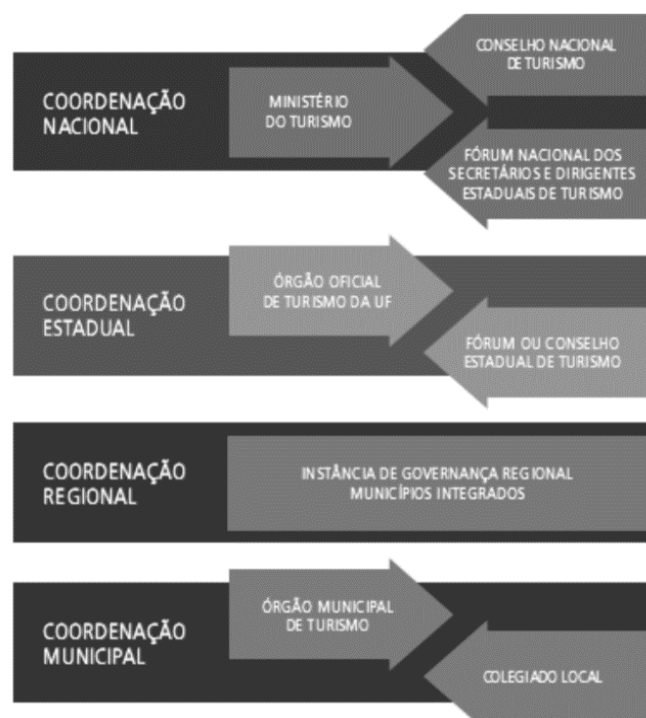 COORDENAÇÃO
NACIONAL
MINISTÉRIO
DO TURISMO
CONSELHO NACIONAL
DE TURISMO
FÓRUM NACIONAL DOS
SECRETÁRIOS E DIRIGENTES
ESTADUAIS DE TURISMO
COORDENAÇÃO
ESTADUAL
ÓRGÃO OFICIAL
DE TURISMO DA UF
FÓRUM OU CONSELHO
ESTADUAL DE TURISMO
COORDENAÇÃO
REGIONAL
INSTÂNCIA DE GOVERNANÇA REGIONAL
MUNICÍPIOS INTEGRADOS
COORDENAÇÃO
MUNICIPAL
ÓRGÃO MUNICIPAL
DE TURISMO
COLEGIADO LOCAL